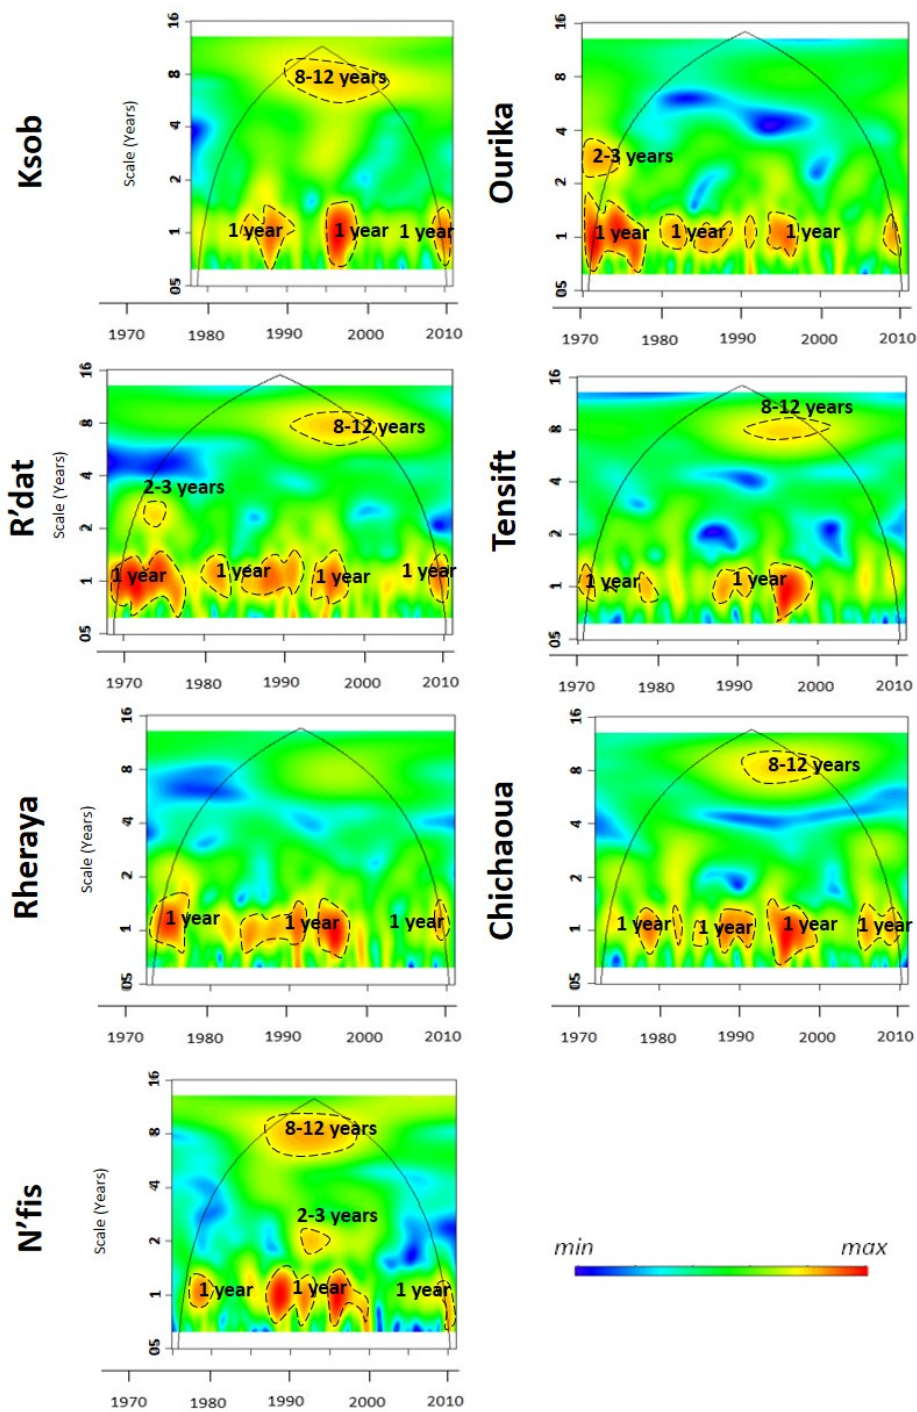 Ksob
Scale (Years)
16
8
4
2
1
05
8-12 years
1 year
1 year
1 year
1970
1980
1990
2000
2010
Ourika
16
8
4
2
1
05
2-3 years
1 year
1 year
1 year
1970
1980
1990
2000
2010
R'dat
Scale (Years)
16
8
4
2
1
05
8-12 years
2-3 years
1 year
1 year
1 year
1 year
1970
1980
1990
2000
2010
Tensift
16
8
4
2
1
05
8-12 years
1 year
1 year
1970
1980
1990
2000
2010
Rheraya
Scale (Years)
16
8
4
2
1
05
1 year
1 year
1 year
1970
1980
1990
2000
2010
Chichaoua
16
8
4
2
1
05
8-12 years
1 year
1 year
1 year
1 year
1970
1980
1990
2000
2010
N'fis
Scale (Years)
16
8
4
2
1
05
8-12 years
2-3 years
1 year
1 year
1 year
1970
1980
1990
2000
2010
min
max